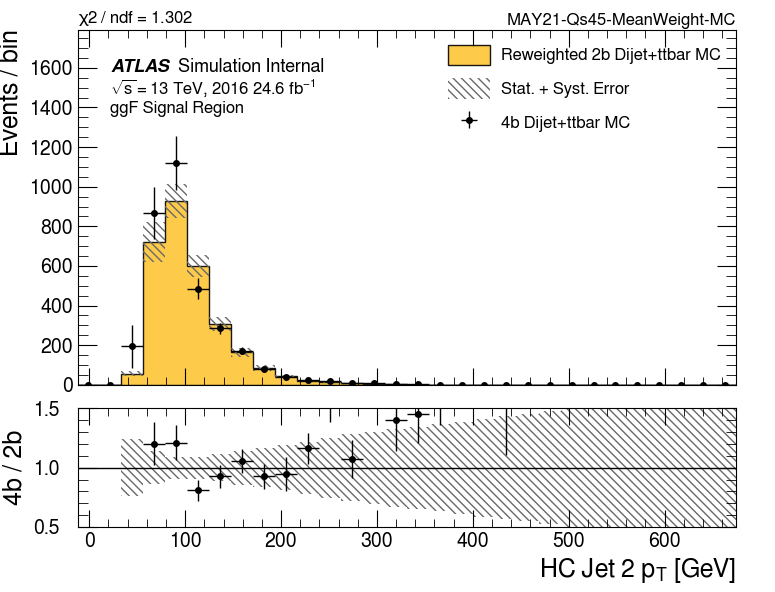 χ2 / ndf = 1.302
MAY21-Qs45-MeanWeight-MC
ATLAS Simulation Internal
√s = 13 TeV, 2016 24.6 fb⁻¹
ggF Signal Region
Reweighted 2b Dijet+ttbar MC
Stat. + Syst. Error
4b Dijet+ttbar MC
Events / bin
1600
1400
1200
1000
800
600
400
200
0
4b / 2b
1.5
1.0
0.5
0 100 200 300 400 500 600
HC Jet 2 p_T [GeV]